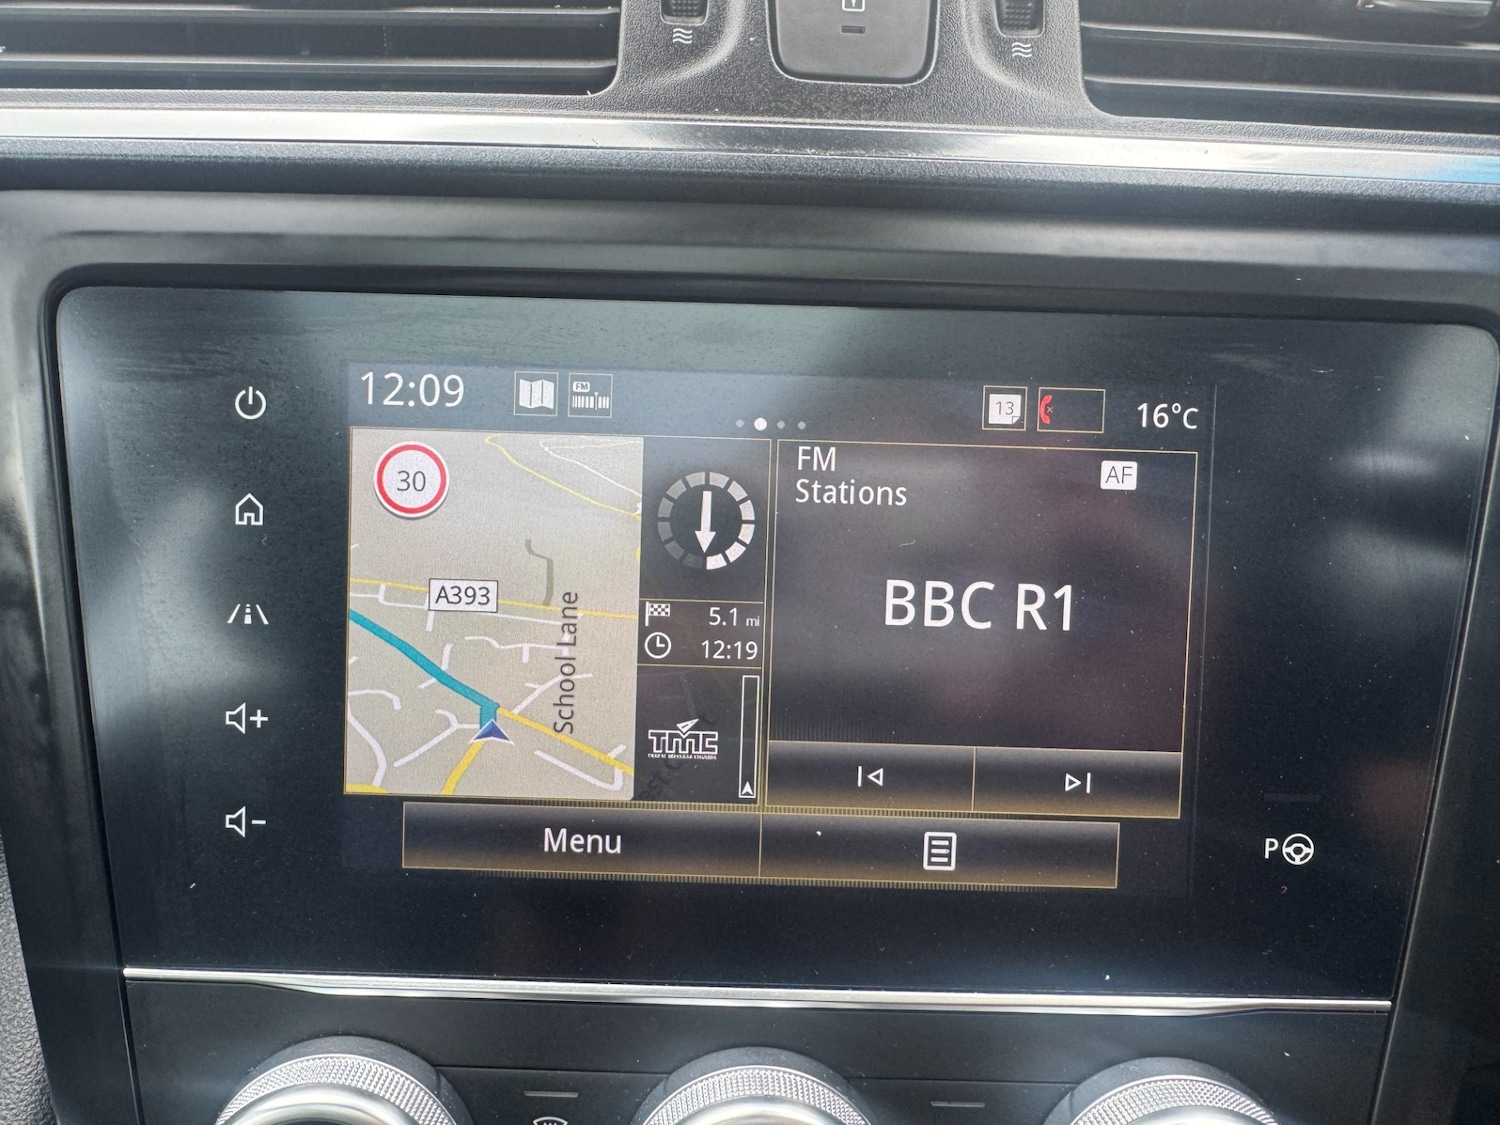 12:09
FM
13
16°C
30
A393
School Lane
5.1 mi
12:19
TMC
FM
Stations
AF
BBC R1
Menu
P